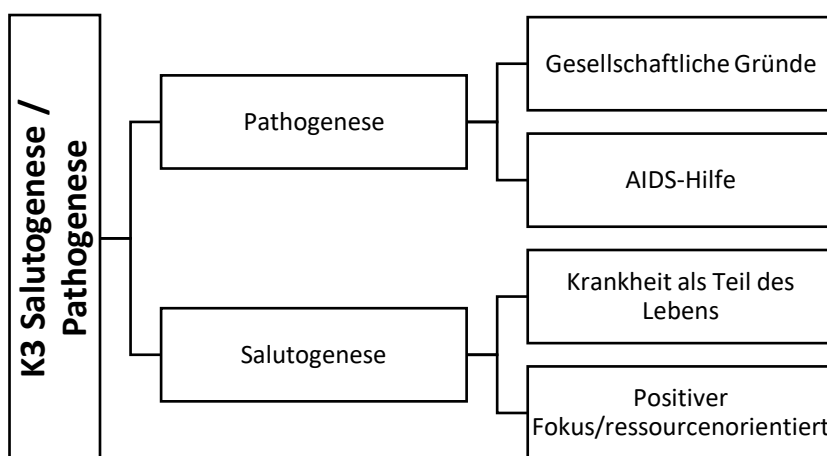 K3 Salutogenese /
Pathogenese
Pathogenese
Gesellschaftliche Gründe
AIDS-Hilfe
Salutogenese
Krankheit als Teil des
Lebens
Positiver
Fokus/ressourcenorientiert